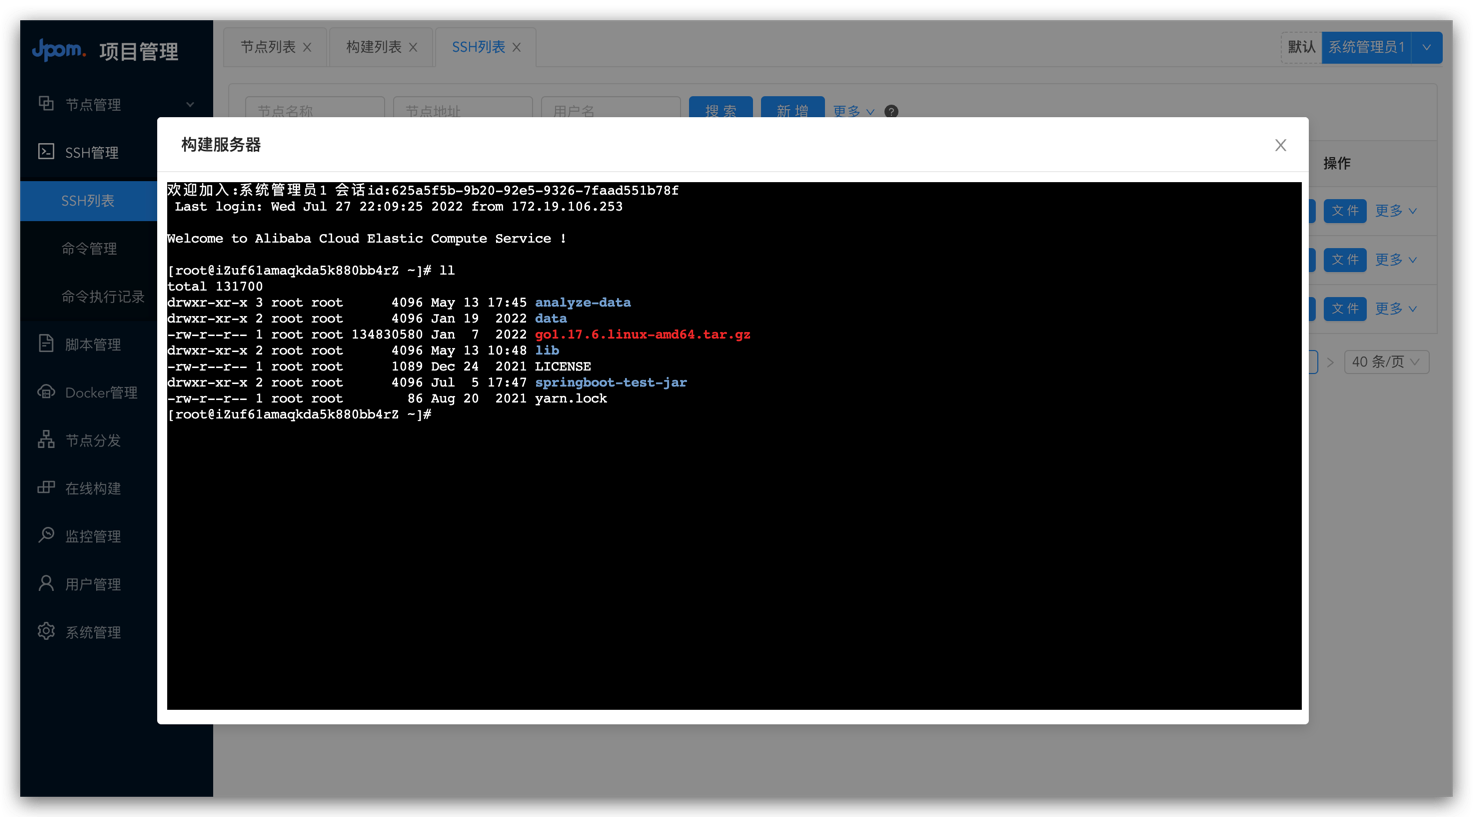 Jpom. 项目管理
节点列表
构建列表
SSH列表
默认
系统管理员1
节点管理
SSH管理
SSH列表
命令管理
命令执行记录
脚本管理
Docker管理
节点分发
在线构建
监控管理
用户管理
系统管理
节点名称
节点地址
用户名
搜 索
新 增
更多
?
操作
文 件
更多
文 件
更多
文 件
更多
40 条/页
构建服务器
欢迎加入:系统管理员1 会话id:625a5f5b-9b20-92e5-9326-7faad551b78f
Last login: Wed Jul 27 22:09:25 2022 from 172.19.106.253
Welcome to Alibaba Cloud Elastic Compute Service !
[root@iZuf61amaqkda5k880bb4rZ ~]# ll
total 131700
drwxr-xr-x 3 root root      4096 May 13 17:45 analyze-data
drwxr-xr-x 2 root root      4096 Jan 19  2022 data
-rw-r--r-- 1 root root 134830580 Jan  7  2022 go1.17.6.linux-amd64.tar.gz
drwxr-xr-x 2 root root      4096 May 13 10:48 lib
-rw-r--r-- 1 root root      1089 Dec 24  2021 LICENSE
drwxr-xr-x 2 root root      4096 Jul  5 17:47 springboot-test-jar
-rw-r--r-- 1 root root        86 Aug 20  2021 yarn.lock
[root@iZuf61amaqkda5k880bb4rZ ~]#